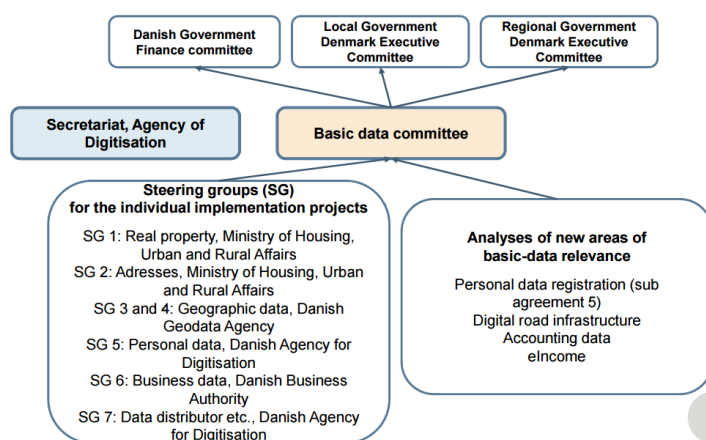 Danish Government
Finance committee
Local Government
Denmark Executive
Committee
Regional Government
Denmark Executive
Committee
Secretariat, Agency of
Digitisation
Basic data committee
Steering groups (SG)
for the individual implementation projects
SG 1: Real property, Ministry of Housing,
Urban and Rural Affairs
SG 2: Adresses, Ministry of Housing, Urban
and Rural Affairs
SG 3 and 4: Geographic data, Danish
Geodata Agency
SG 5: Personal data, Danish Agency for
Digitisation
SG 6: Business data, Danish Business
Authority
SG 7: Data distributor etc., Danish Agency
for Digitisation
Analyses of new areas of
basic-data relevance
Personal data registration (sub
agreement 5)
Digital road infrastructure
Accounting data
eIncome